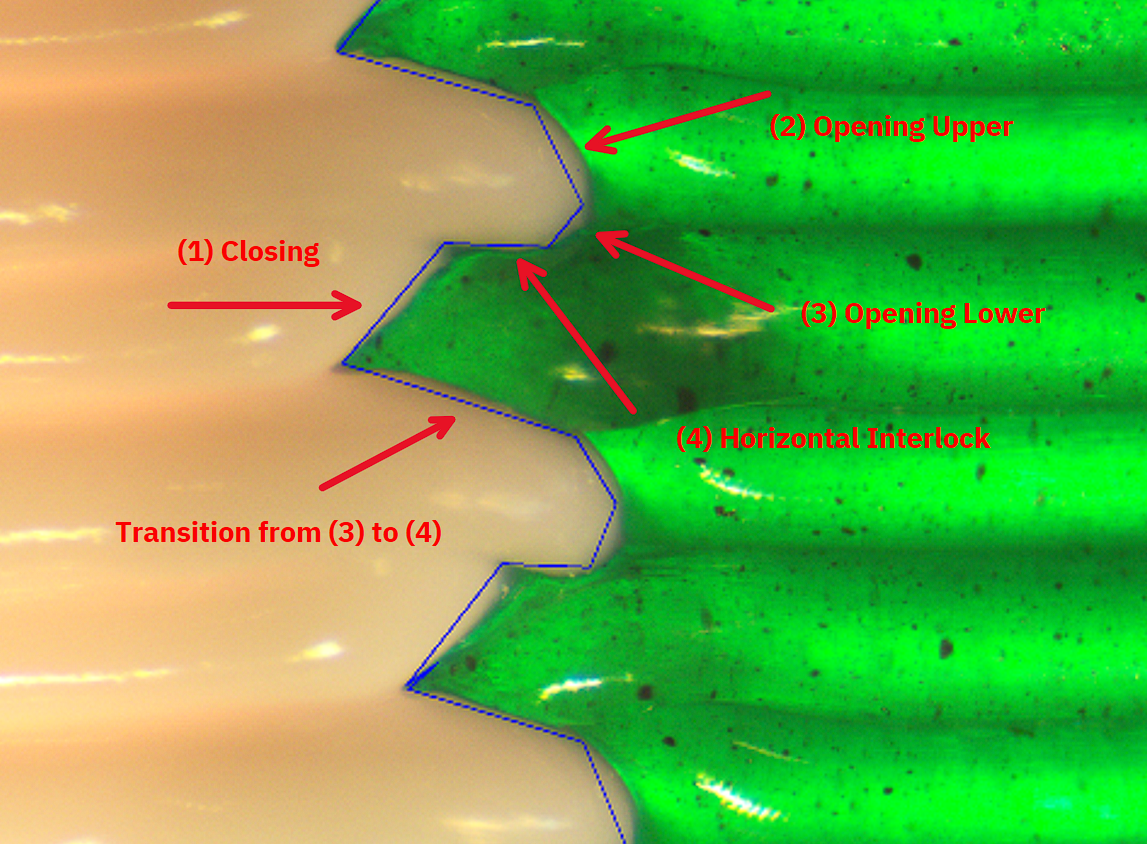 (2) Opening Upper
(1) Closing
(3) Opening Lower
(4) Horizontal Interlock
Transition from (3) to (4)